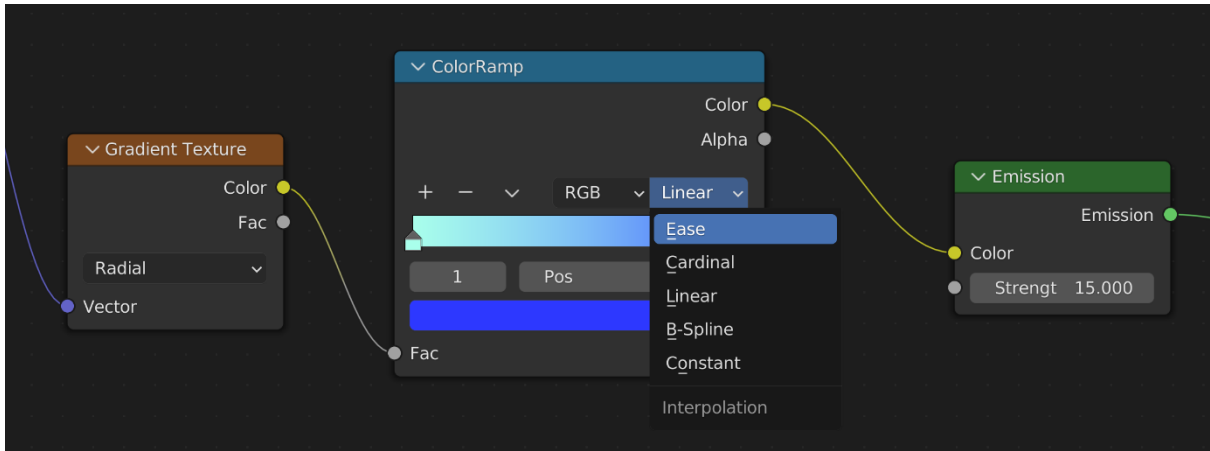 Gradient Texture
Color
Fac
Radial
Vector
ColorRamp
Color
Alpha
RGB
Linear
1
Pos
Fac
Ease
Cardinal
Linear
B-Spline
Constant
Interpolation
Emission
Emission
Color
Strengt 15.000